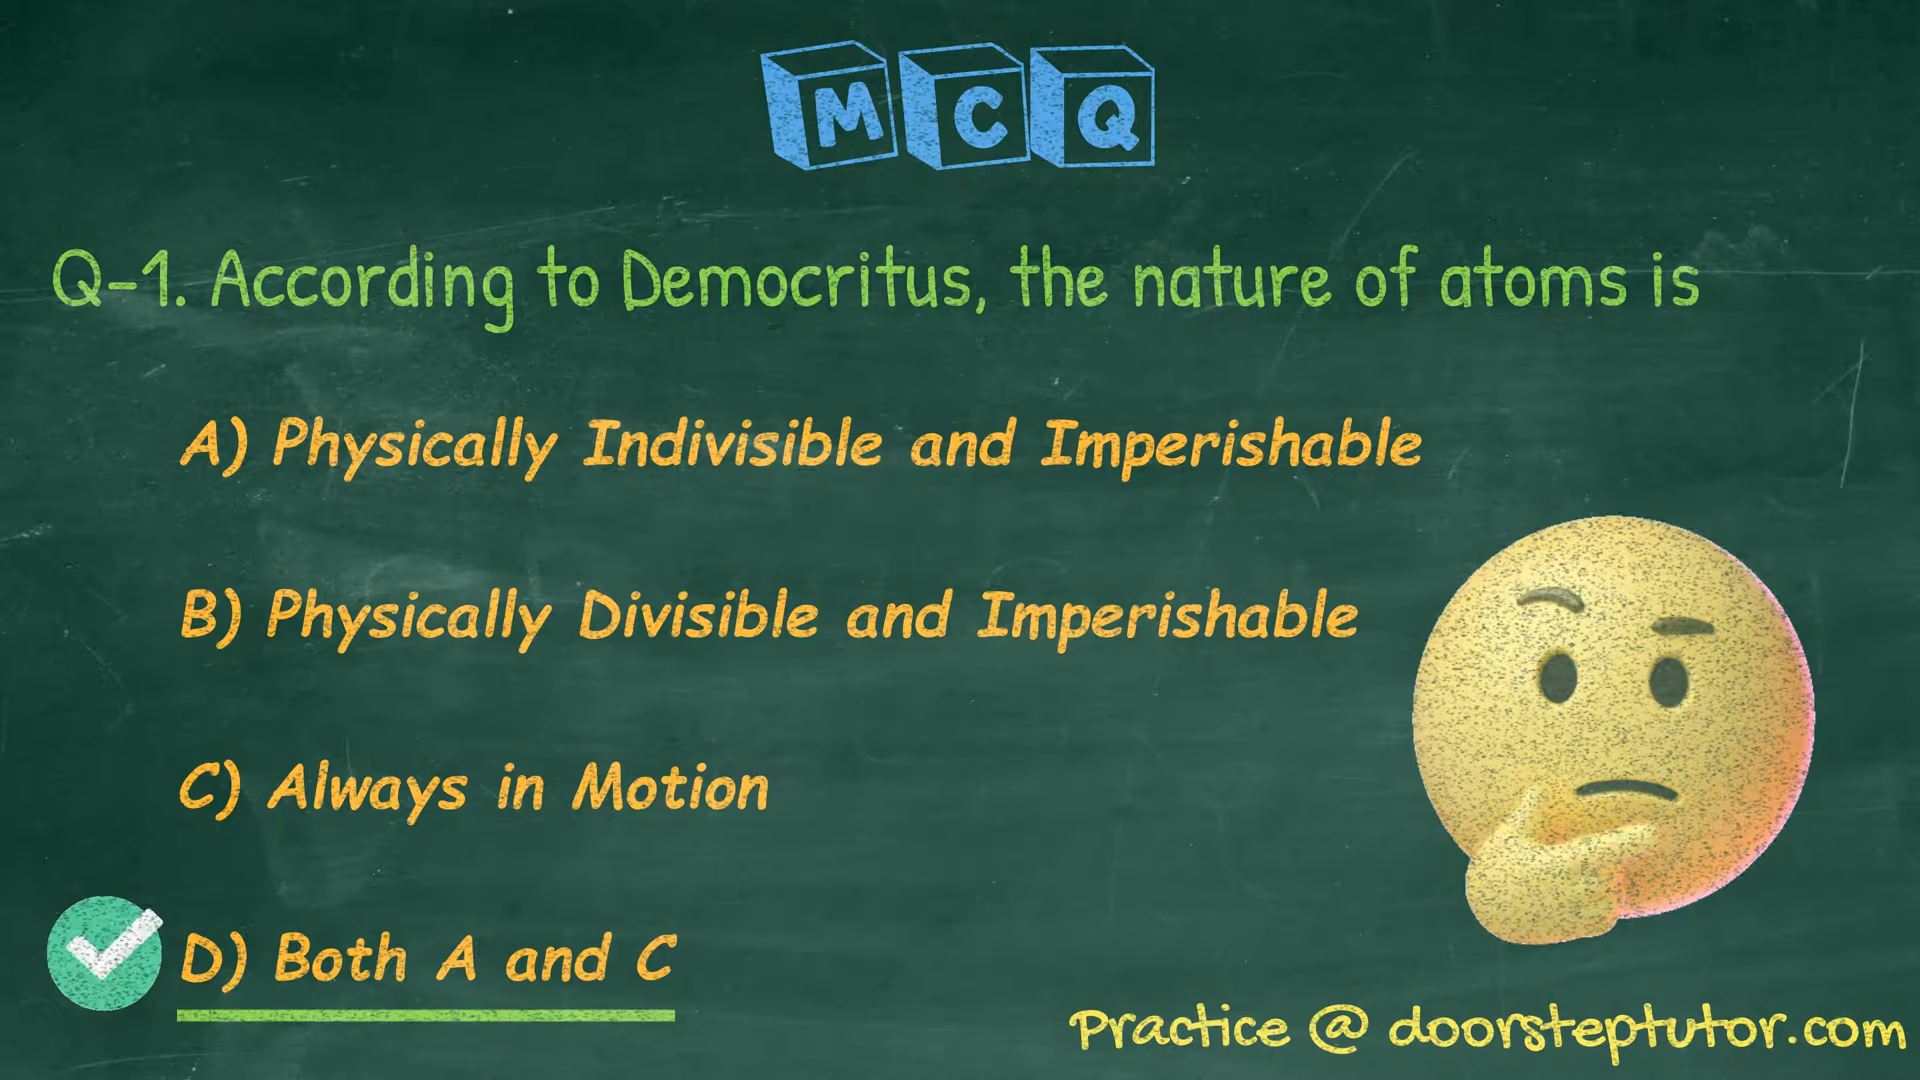 MCQ
Q-1. According to Democritus, the nature of atoms is
A) Physically Indivisible and Imperishable
B) Physically Divisible and Imperishable
C) Always in Motion
D) Both A and C
Practice @ doorsteptutor.com